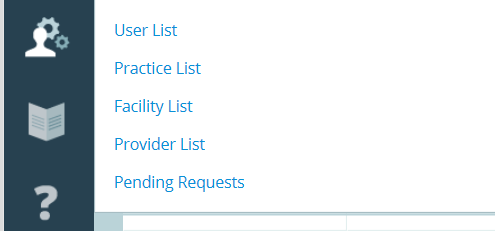 User List
Practice List
Facility List
Provider List
Pending Requests
?